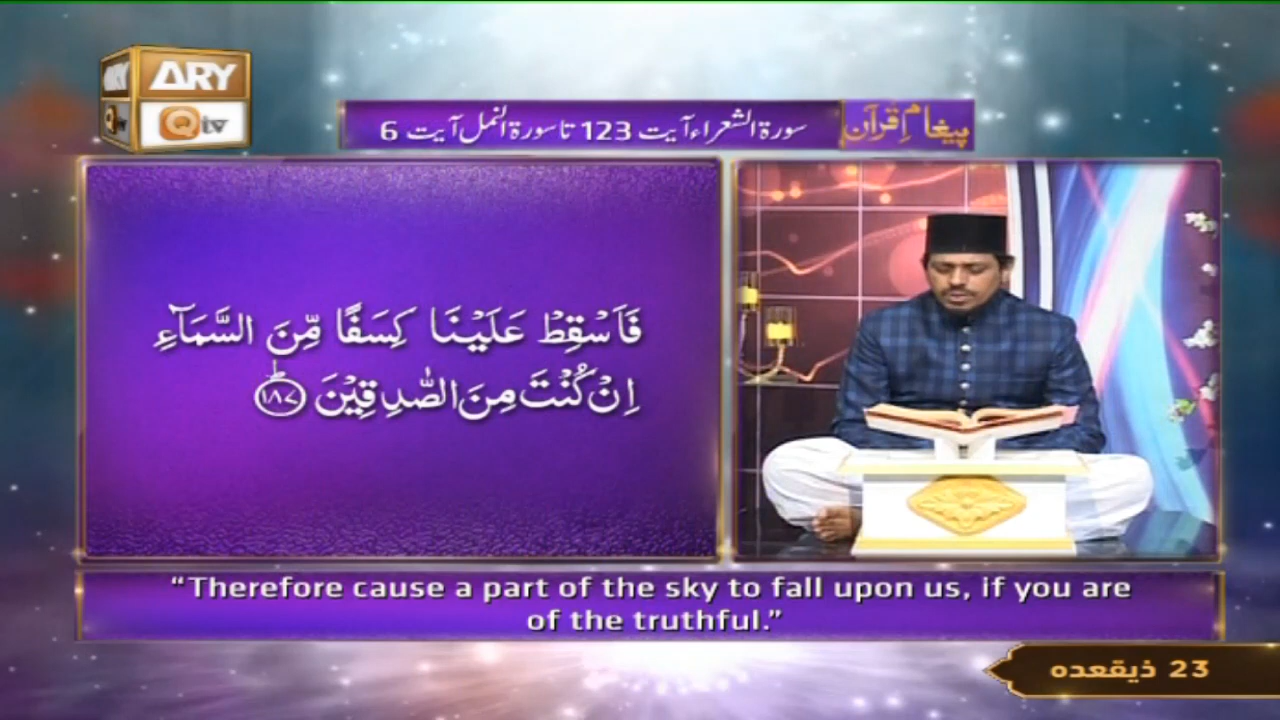 ARY
Qtv
پیغامِ قرآن
سورۃ الشعراء آیت 123 تا سورۃ النمل آیت 6
فَاَسْقِطْ عَلَیْنَا كِسَفًا مِّنَ السَّمَآءِ
اِنْ كُنْتَ مِنَ الصّٰدِقِیْنَ ؕ۱۸۷
“Therefore cause a part of the sky to fall upon us, if you are
of the truthful.”
23 ذیقعدہ